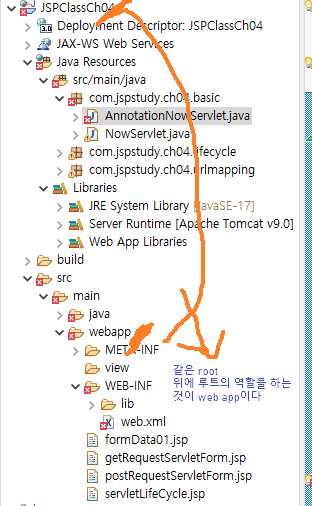 JSPClassCh04
Deployment Descriptor: JSPClassCh04
JAX-WS Web Services
Java Resources
src/main/java
com.jspstudy.ch04.basic
AnnotationNowServlet.java
NowServlet.java
com.jspstudy.ch04.lifecycle
com.jspstudy.ch04.urlmapping
Libraries
JRE System Library [JavaSE-17]
Server Runtime [Apache Tomcat v9.0]
Web App Libraries
build
src
main
java
webapp
META-INF
view
WEB-INF
lib
web.xml
formData01.jsp
getRequestServletForm.jsp
postRequestServletForm.jsp
servletLifeCycle.jsp
같은 root
위에 루트의 역할을 하는
것이 web app이다